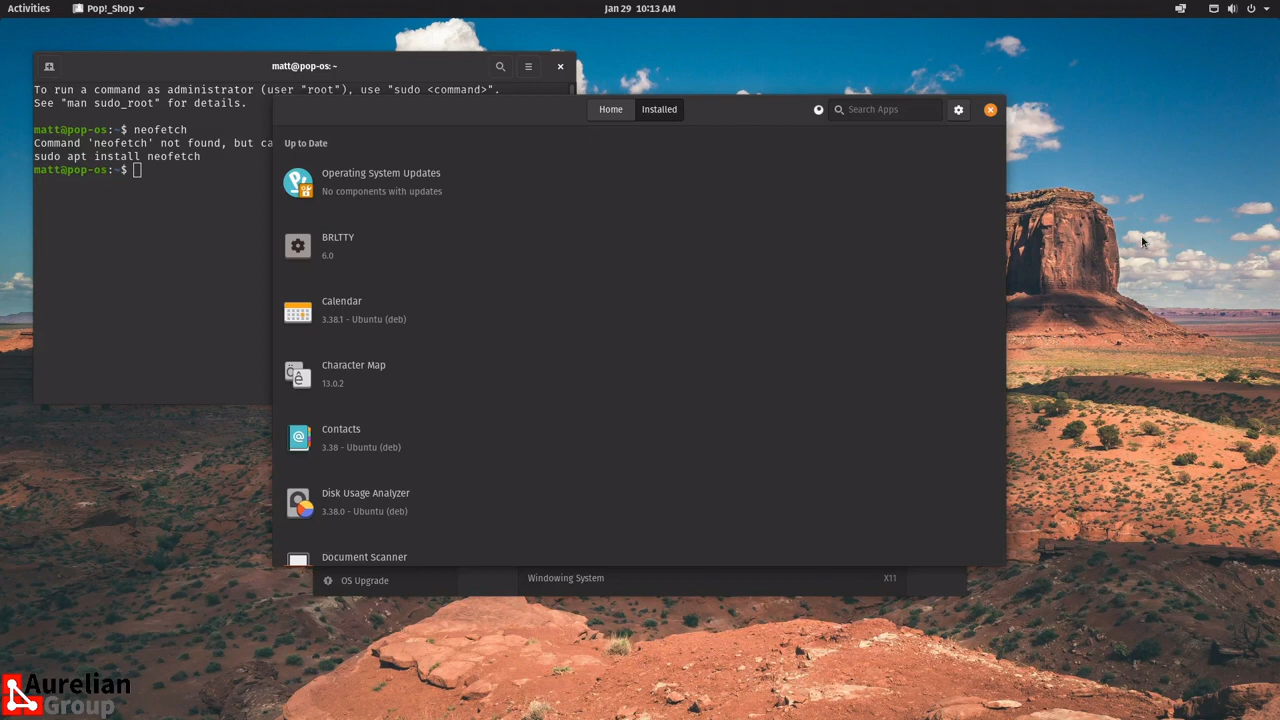 Activities
Pop!_Shop
Jan 29 10:13 AM
matt@pop-os: ~
To run a command as administrator (user "root"), use "sudo <command>".
See "man sudo_root" for details.
matt@pop-os:~$ neofetch
Command 'neofetch' not found, but ca
sudo apt install neofetch
matt@pop-os:~$
Home
Installed
Search Apps
Up to Date
Operating System Updates
No components with updates
BRLTTY
6.0
Calendar
3.38.1 - Ubuntu (deb)
Character Map
13.0.2
Contacts
3.38 - Ubuntu (deb)
Disk Usage Analyzer
3.38.0 - Ubuntu (deb)
Document Scanner
OS Upgrade
Windowing System
X11
Aurelian
Group